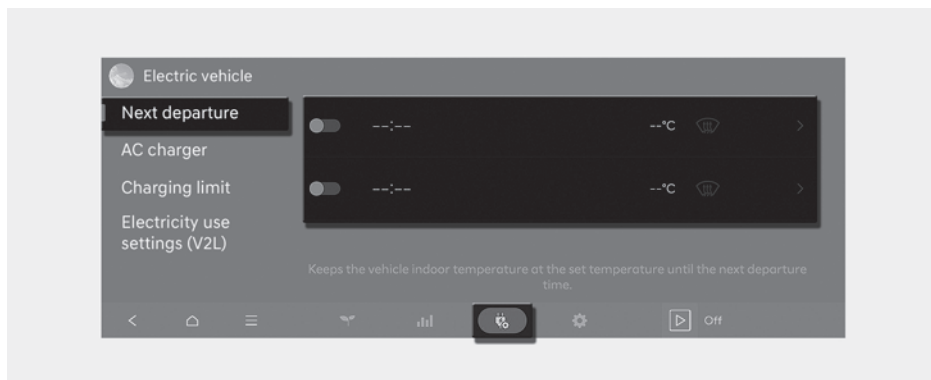 Electric vehicle
Next departure
AC charger
Charging limit
Electricity use
settings (V2L)
--:-- --°C
--:-- --°C
Keeps the vehicle indoor temperature at the set temperature until the next departure
time.
Off